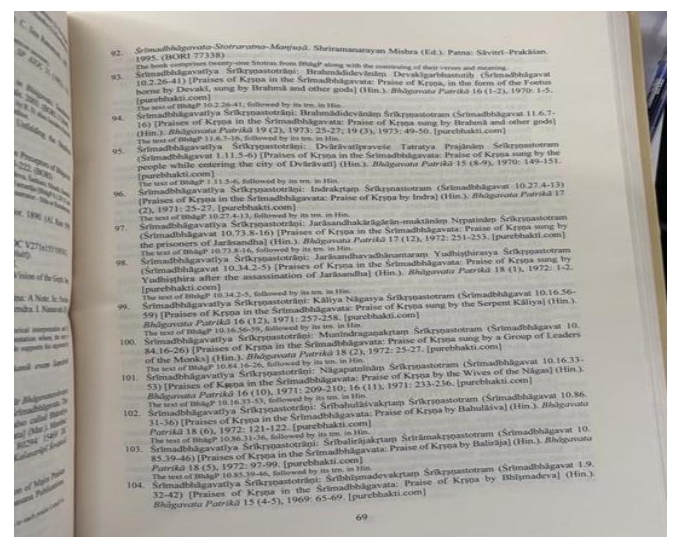 92. Śrīmadbhāgavata-Stotraratna-Manjuṣā. Shriramanarayan Mishra (Ed.). Patna: Sāvitrī-Prakāśan.
1995. (BORI 77338)
The book comprises twenty-one Stotras from BhāgP along with the continuing of their verses and meaning.
93. Śrīmadbhāgavatīya Śrīkṛṣṇastotrāṇi: Brahmādidevānāṃ Devakīgarbhastutiḥ (Śrīmadbhāgavat
10.2.26-41) [Praises of Kṛṣṇa in the Śrīmadbhāgavata: Praise of Kṛṣṇa, in the form of the Foetus
borne by Devakī, sung by Brahmā and other gods] (Hin.). Bhāgavata Patrikā 16 (1-2), 1970: 1-5.
[purebhakti.com]
The text of BhāgP 10.2.26-41, followed by its trn. in Hin.
94. Śrīmadbhāgavatīya Śrīkṛṣṇastotrāṇi: Brahmādidevānāṃ Śrīkṛṣṇastotram (Śrīmadbhāgavat 11.6.7-
16) [Praises of Kṛṣṇa in the Śrīmadbhāgavata: Praise of Kṛṣṇa sung by Brahmā and other gods]
(Hin.). Bhāgavata Patrikā 19 (2), 1973: 25-27; 19 (3), 1973: 49-50. [purebhakti.com]
The text of BhāgP 11.6.7-16, followed by its trn. in Hin.
95. Śrīmadbhāgavatīya Śrīkṛṣṇastotrāṇi: Dvārāvatīpraveśe Tatratya Prajānāṃ Śrīkṛṣṇastotram
(Śrīmadbhāgavat 1.11.5-6) [Praises of Kṛṣṇa in the Śrīmadbhāgavata: Praise of Kṛṣṇa sung by the
people while entering the city of Dvārāvatī] (Hin.). Bhāgavata Patrikā 15 (8-9), 1970: 149-151.
[purebhakti.com]
The text of BhāgP 1.11.5-6, followed by its trn. in Hin.
96. Śrīmadbhāgavatīya Śrīkṛṣṇastotrāṇi: Indrakṛtaṃ Śrīkṛṣṇastotram (Śrīmadbhāgavat 10.27.4-13)
[Praises of Kṛṣṇa in the Śrīmadbhāgavata: Praise of Kṛṣṇa by Indra] (Hin.). Bhāgavata Patrikā 17
(2), 1971: 25-27. [purebhakti.com]
The text of BhāgP 10.27.4-13, followed by its trn. in Hin.
97. Śrīmadbhāgavatīya Śrīkṛṣṇastotrāṇi: Jarāsandhakārāgārān-muktānāṃ Nṛpatīnāṃ Śrīkṛṣṇastotram
(Śrīmadbhāgavat 10.73.8-16) [Praises of Kṛṣṇa in the Śrīmadbhāgavata: Praise of Kṛṣṇa sung by
the prisoners of Jarāsandha] (Hin.). Bhāgavata Patrikā 17 (12), 1972: 251-253. [purebhakti.com]
The text of BhāgP 10.73.8-16, followed by its trn. in Hin.
98. Śrīmadbhāgavatīya Śrīkṛṣṇastotrāṇi: Jarāsandhavadhānantaraṃ Yudhiṣṭhirasya Śrīkṛṣṇastotram
(Śrīmadbhāgavat 10.34.2-5) [Praises of Kṛṣṇa in the Śrīmadbhāgavata: Praise of Kṛṣṇa sung by
Yudhiṣṭhira after the assassination of Jarāsandha] (Hin.). Bhāgavata Patrikā 18 (1), 1972: 1-2.
[purebhakti.com]
The text of BhāgP 10.34.2-5, followed by its trn. in Hin.
99. Śrīmadbhāgavatīya Śrīkṛṣṇastotrāṇi: Kāliya Nāgasya Śrīkṛṣṇastotram (Śrīmadbhāgavat 10.16.56-
59) [Praises of Kṛṣṇa in the Śrīmadbhāgavata: Praise of Kṛṣṇa sung by the Serpent Kāliya] (Hin.).
Bhāgavata Patrikā 16 (12), 1971: 257-258. [purebhakti.com]
The text of BhāgP 10.16.56-59, followed by its trn. in Hin.
100. Śrīmadbhāgavatīya Śrīkṛṣṇastotrāṇi: Munīndragaṇakṛtaṃ Śrīkṛṣṇastotram (Śrīmadbhāgavat 10.
84.16-26) [Praises of Kṛṣṇa in the Śrīmadbhāgavata: Praise of Kṛṣṇa sung by a Group of Leaders
of the Monks] (Hin.). Bhāgavata Patrikā 18 (2), 1972: 25-27. [purebhakti.com]
The text of BhāgP 10.84.16-26, followed by its trn. in Hin.
101. Śrīmadbhāgavatīya Śrīkṛṣṇastotrāṇi: Nāgapatnīnāṃ Śrīkṛṣṇastotram (Śrīmadbhāgavat 10.16.33-
53) [Praises of Kṛṣṇa in the Śrīmadbhāgavata: Praise of Kṛṣṇa by the Wives of the Nāgas] (Hin.).
Bhāgavata Patrikā 16 (10), 1971: 209-210; 16 (11), 1971: 233-236. [purebhakti.com]
The text of BhāgP 10.16.33-53, followed by its trn. in Hin.
102. Śrīmadbhāgavatīya Śrīkṛṣṇastotrāṇi: Śrībahulāśvakṛtaṃ Śrīkṛṣṇastotram (Śrīmadbhāgavat 10.86.
31-36) [Praises of Kṛṣṇa in the Śrīmadbhāgavata: Praise of Kṛṣṇa by Bahulāśva] (Hin.). Bhāgavata
Patrikā 18 (6), 1972: 121-122. [purebhakti.com]
The text of BhāgP 10.86.31-36, followed by its trn. in Hin.
103. Śrīmadbhāgavatīya Śrīkṛṣṇastotrāṇi: Śrībalirājakṛtaṃ Śrīrāmakṛṣṇastotram (Śrīmadbhāgavat 10.
85.39-46) [Praises of Kṛṣṇa in the Śrīmadbhāgavata: Praise of Kṛṣṇa by Balirāja] (Hin.). Bhāgavata
Patrikā 18 (5), 1972: 97-99. [purebhakti.com]
The text of BhāgP 10.85.39-46, followed by its trn. in Hin.
104. Śrīmadbhāgavatīya Śrīkṛṣṇastotrāṇi: Śrībhīṣmadevakṛtaṃ Śrīkṛṣṇastotram (Śrīmadbhāgavat 1.9.
32-42) [Praises of Kṛṣṇa in the Śrīmadbhāgavata: Praise of Kṛṣṇa by Bhīṣmadeva] (Hin.).
Bhāgavata Patrikā 15 (4-5), 1969: 65-69. [purebhakti.com]
69